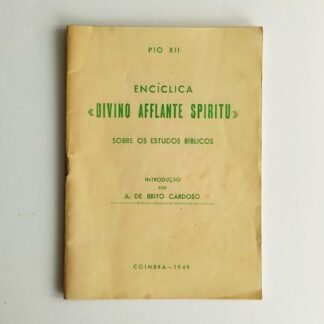 PIO XII
ENCÍCLICA
«DIVINO AFFLANTE SPIRITU»
SOBRE OS ESTUDOS BÍBLICOS
INTRODUÇÃO
POR
A. DE BRITO CARDOSO
COIMBRA—1949